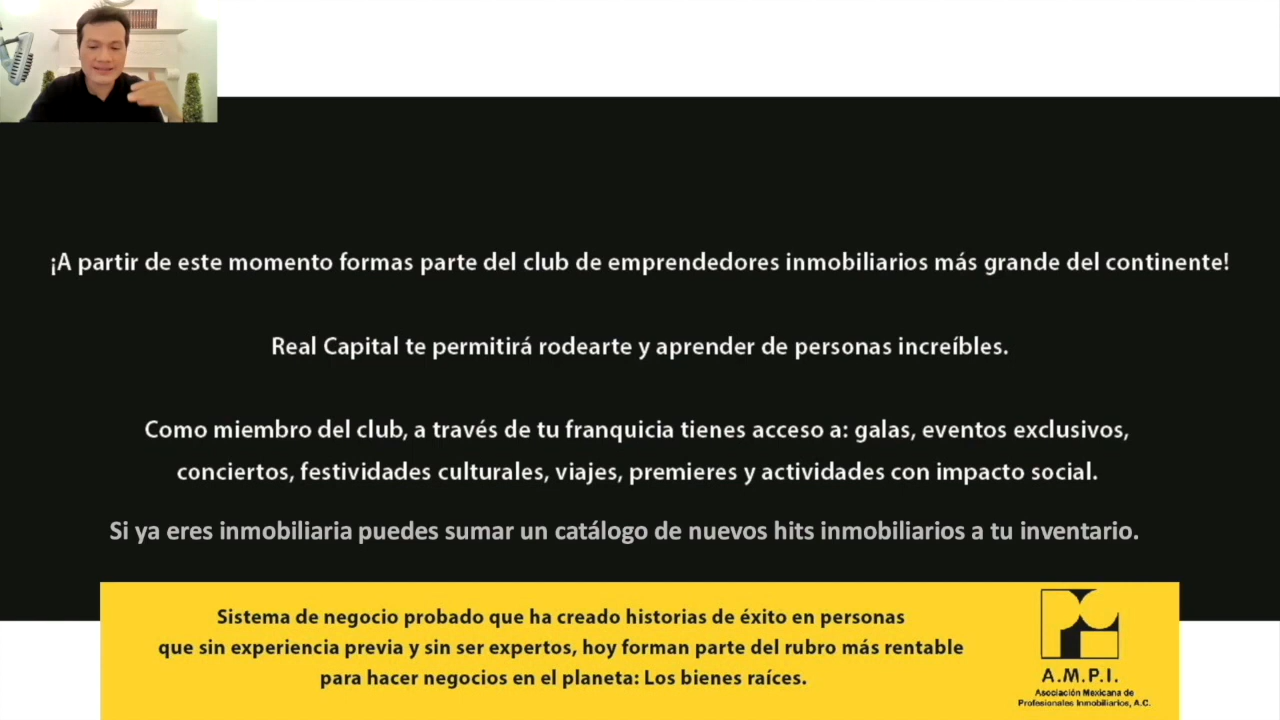 ¡A partir de este momento formas parte del club de emprendedores inmobiliarios más grande del continente!
Real Capital te permitirá rodearte y aprender de personas increíbles.
Como miembro del club, a través de tu franquicia tienes acceso a: galas, eventos exclusivos,
conciertos, festividades culturales, viajes, premieres y actividades con impacto social.
Si ya eres inmobiliaria puedes sumar un catálogo de nuevos hits inmobiliarios a tu inventario.
Sistema de negocio probado que ha creado historias de éxito en personas
que sin experiencia previa y sin ser expertos, hoy forman parte del rubro más rentable
para hacer negocios en el planeta: Los bienes raíces.
A.M.P.I.
Asociación Mexicana de
Profesionales Inmobiliarios, A.C.